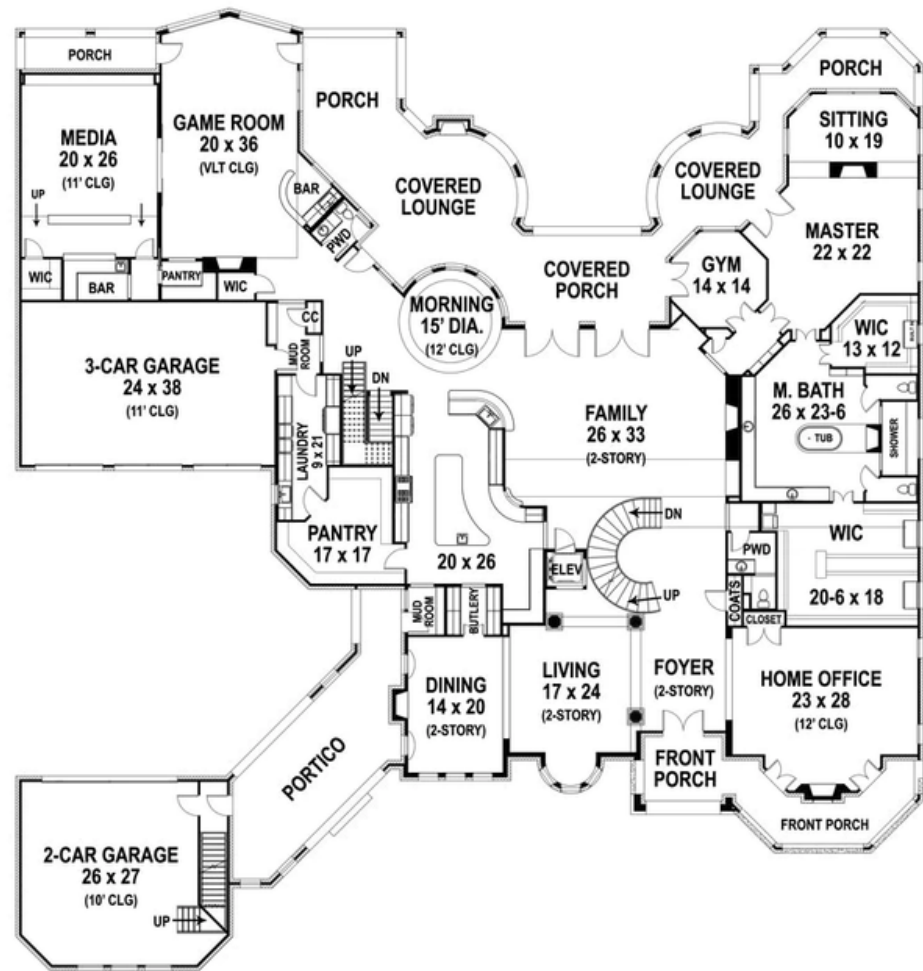 PORCH
MEDIA
20 x 26
(11' CLG)
UP
GAME ROOM
20 x 36
(VLT CLG)
PORCH
COVERED
LOUNGE
BAR
PWD
WIC
BAR
PANTRY
WIC
PORCH
SITTING
10 x 19
COVERED
LOUNGE
MASTER
22 x 22
GYM
14 x 14
COVERED
PORCH
MORNING
15' DIA.
(12' CLG)
WIC
13 x 12
CC
MUD
ROOM
3-CAR GARAGE
24 x 38
(11' CLG)
UP
DN
LAUNDRY
9 x 21
FAMILY
26 x 33
(2-STORY)
M. BATH
26 x 23-6
TUB
SHOWER
PANTRY
17 x 17
20 x 26
ELEV
DN
UP
PWD
WIC
20-6 x 18
COATS
CLOSET
MUD
ROOM
BUTLERY
DINING
14 x 20
(2-STORY)
LIVING
17 x 24
(2-STORY)
FOYER
(2-STORY)
HOME OFFICE
23 x 28
(12' CLG)
PORTICO
FRONT
PORCH
FRONT PORCH
2-CAR GARAGE
26 x 27
(10' CLG)
UP